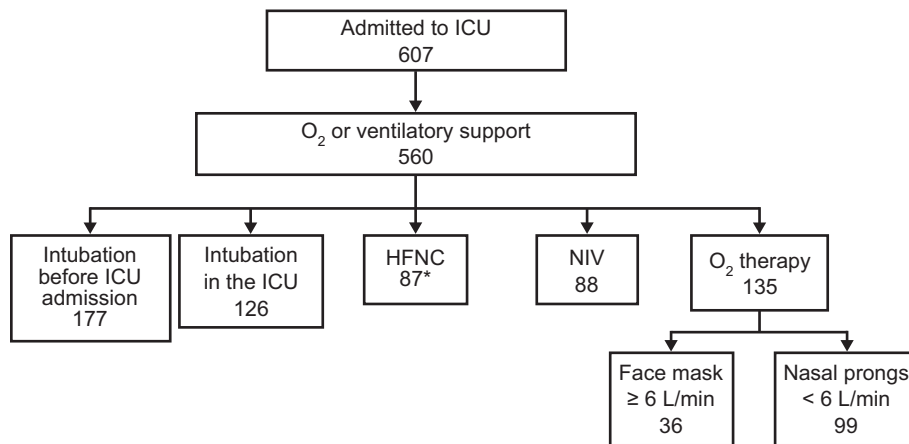 Admitted to ICU
607
O₂ or ventilatory support
560
Intubation
before ICU
admission
177
Intubation
in the ICU
126
HFNC
87*
NIV
88
O₂ therapy
135
Face mask
≥ 6 L/min
36
Nasal prongs
< 6 L/min
99